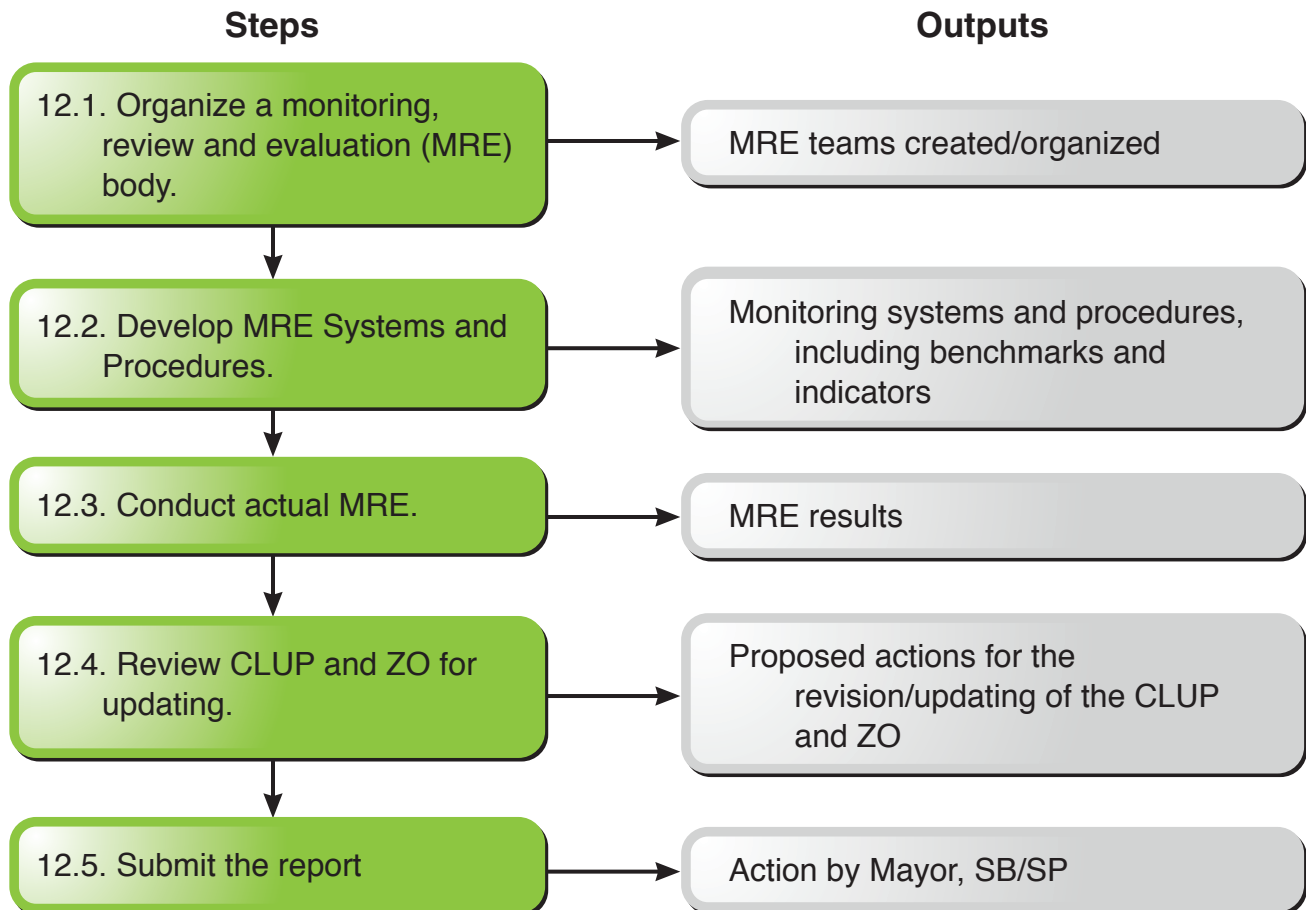 Steps
Outputs
12.1. Organize a monitoring,
review and evaluation (MRE)
body.
MRE teams created/organized
12.2. Develop MRE Systems and
Procedures.
Monitoring systems and procedures,
including benchmarks and
indicators
12.3. Conduct actual MRE.
MRE results
12.4. Review CLUP and ZO for
updating.
Proposed actions for the
revision/updating of the CLUP
and ZO
12.5. Submit the report
Action by Mayor, SB/SP